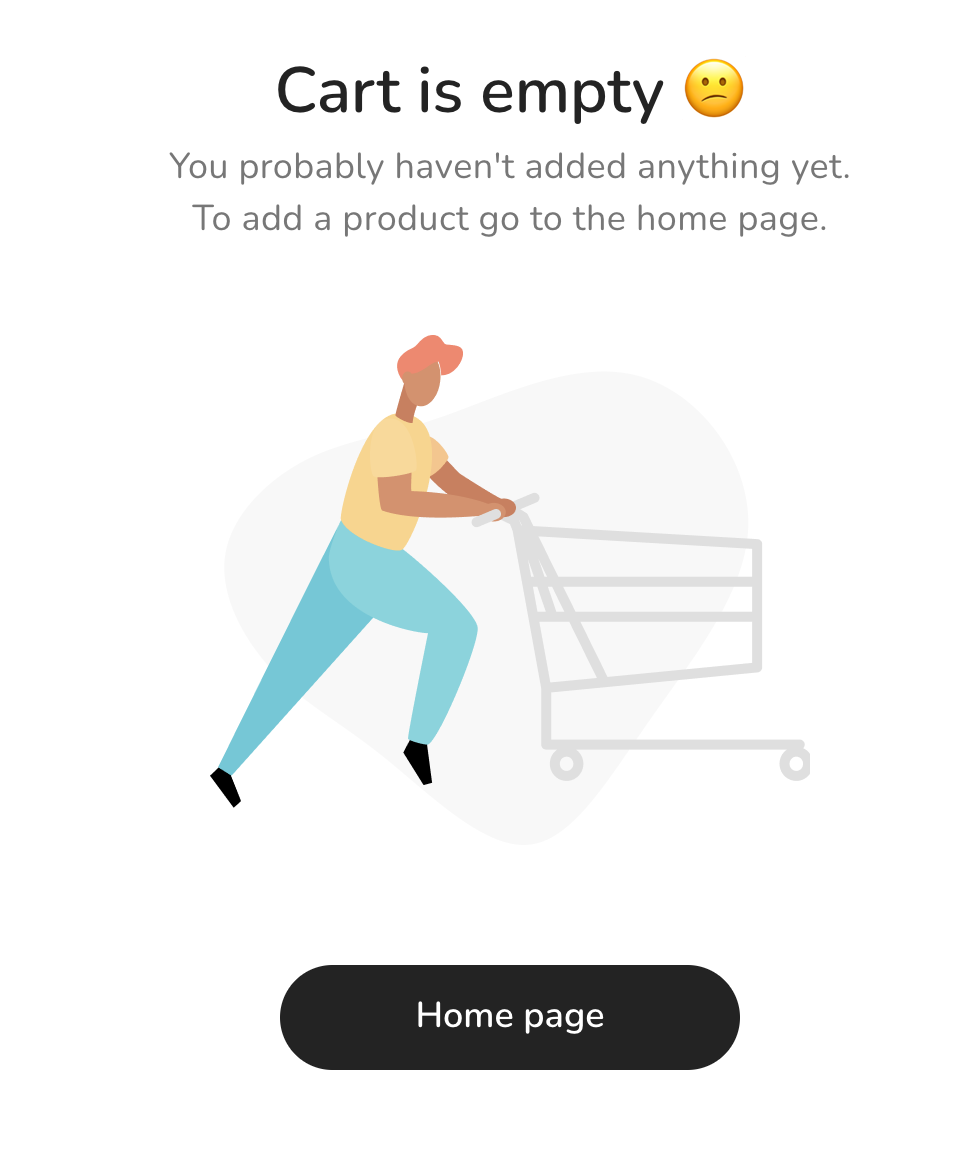 Cart is empty 😕
You probably haven't added anything yet.
To add a product go to the home page.
Home page